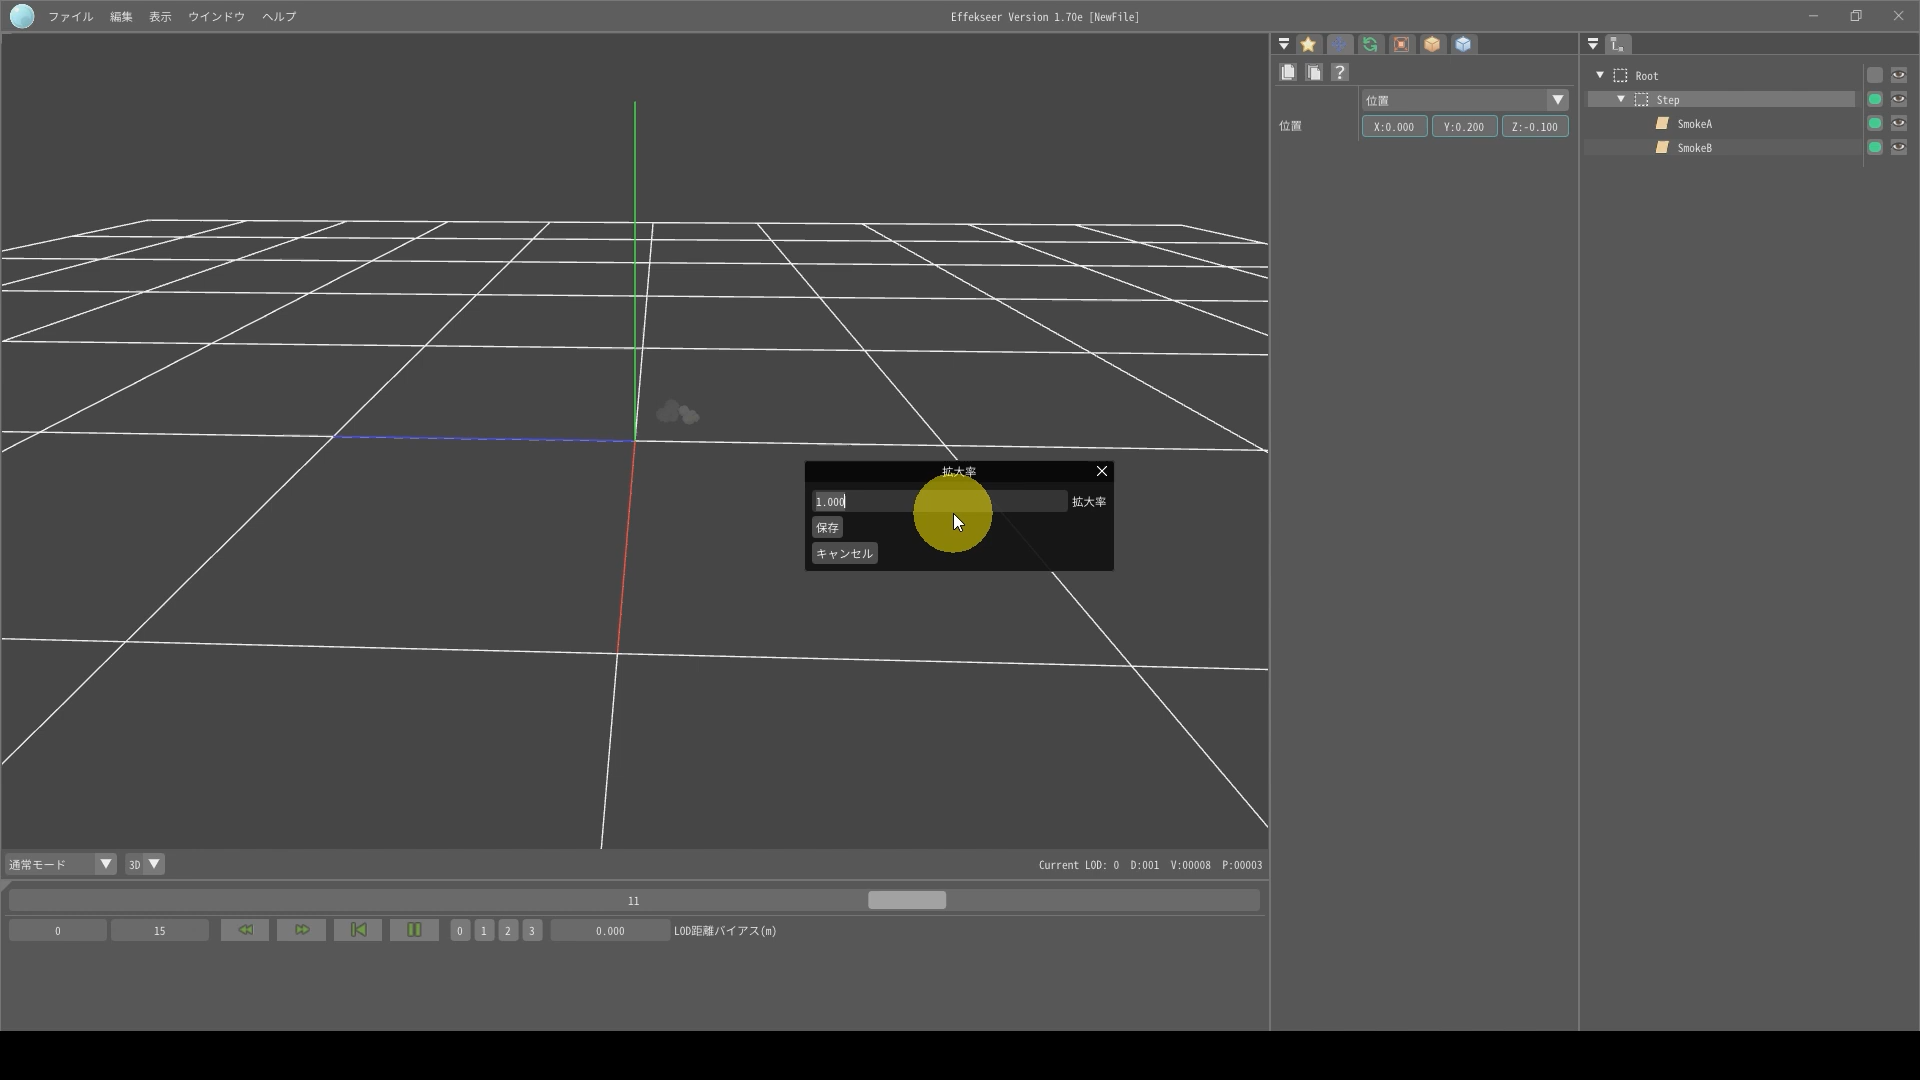 ファイル 編集 表示 ウインドウ ヘルプ Effekseer Version 1.70e [NewFile]
?
位置
位置 X:0.000 Y:0.200 Z:-0.100
Root
Step
SmokeA
SmokeB
拡大率
1.000 拡大率
保存
キャンセル
通常モード 3D Current LOD: 0 D:001 V:00008 P:00003
11
0 15 0 1 2 3 0.000 LOD距離バイアス(m)